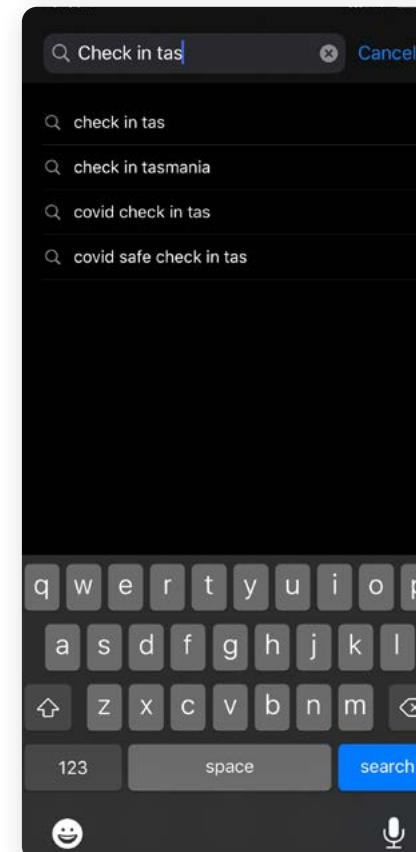 Check in tas Cancel
check in tas
check in tasmania
covid check in tas
covid safe check in tas
q w e r t y u i o p
a s d f g h j k l
z x c v b n m
123 space search